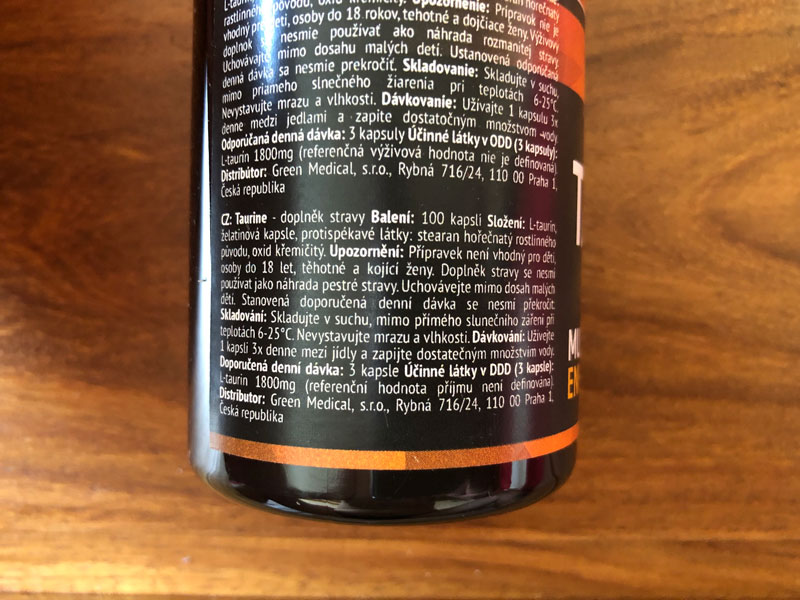 L-taurín
rastlinného pôvodu, oxid kremičitý. Upozornenie: Prípravok nie je
vhodný pre deti, osoby do 18 rokov, tehotné a dojčiace ženy. Výživový
doplnok sa nesmie používať ako náhrada rozmanitej stravy.
Uchovávajte mimo dosahu malých detí. Ustanovená odporúčaná
denná dávka sa nesmie prekročiť. Skladovanie: Skladujte v suchu,
mimo priameho slnečného žiarenia pri teplotách 6-25°C.
Nevystavujte mrazu a vlhkosti. Dávkovanie: Užívajte 1 kapsulu 3x
denne medzi jedlami a zapite dostatočným množstvom vody.
Odporúčaná denná dávka: 3 kapsuly Účinné látky v ODD (3 kapsuly):
L-taurín 1800mg (referenčná výživová hodnota nie je definovaná).
Distribútor: Green Medical, s.r.o., Rybná 716/24, 110 00 Praha 1,
Česká republika
CZ: Taurine - doplněk stravy Balení: 100 kapslí Složení: L-taurin,
želatinová kapsle, protispékavé látky: stearan hořečnatý rostlinného
původu, oxid křemičitý. Upozornění: Přípravek není vhodný pro děti,
osoby do 18 let, těhotné a kojící ženy. Doplněk stravy se nesmí
používat jako náhrada pestré stravy. Uchovávejte mimo dosah malých
dětí. Stanovená doporučená denní dávka se nesmí překročit.
Skladování: Skladujte v suchu, mimo přímého slunečního záření při
teplotách 6-25°C. Nevystavujte mrazu a vlhkosti. Dávkování: Užívejte
1 kapsli 3x denne mezi jídly a zapijte dostatečným množstvím vody.
Doporučená denní dávka: 3 kapsle Účinné látky v DDD (3 kapsle):
L-taurin 1800mg (referenční hodnota příjmu není definována).
Distributor: Green Medical, s.r.o., Rybná 716/24, 110 00 Praha 1,
Česká republika